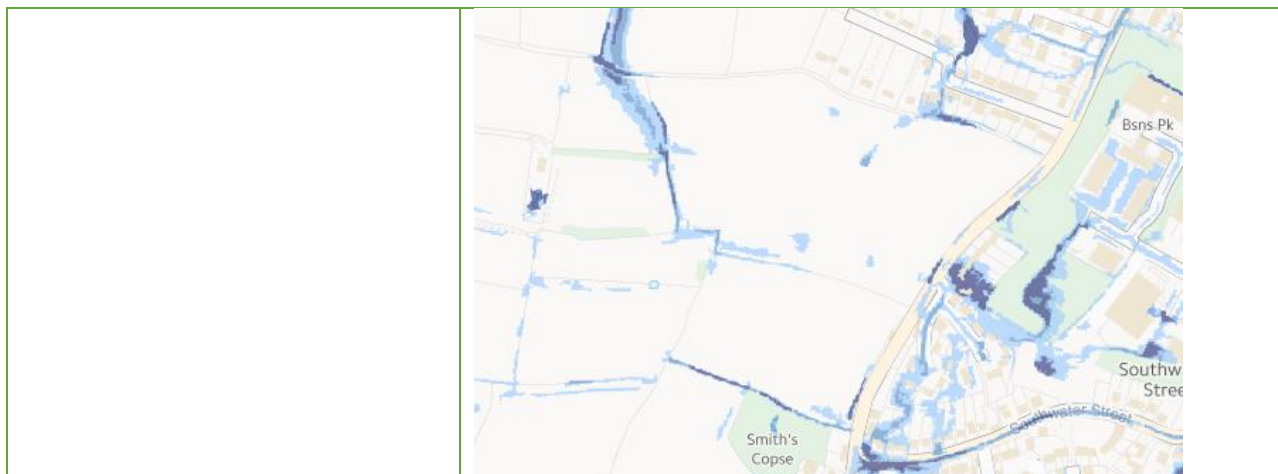 Bsns Pk
Southw
Stree
Southwater Street
Smith's
Copse